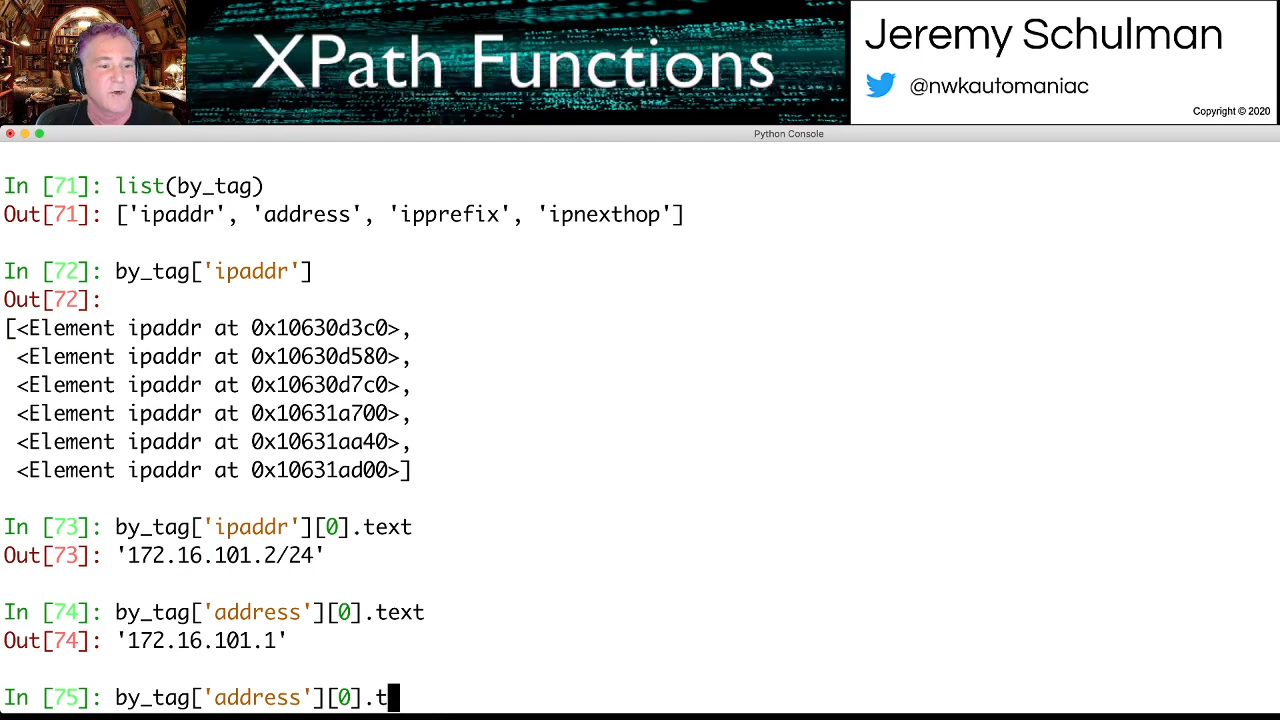 XPath Functions
Jeremy Schulman
@nwkautomaniac
Copyright © 2020
Python Console
In [71]: list(by_tag)
Out[71]: ['ipaddr', 'address', 'ipprefix', 'ipnexthop']
In [72]: by_tag['ipaddr']
Out[72]:
[<Element ipaddr at 0x10630d3c0>,
<Element ipaddr at 0x10630d580>,
<Element ipaddr at 0x10630d7c0>,
<Element ipaddr at 0x10631a700>,
<Element ipaddr at 0x10631aa40>,
<Element ipaddr at 0x10631ad00>]
In [73]: by_tag['ipaddr'][0].text
Out[73]: '172.16.101.2/24'
In [74]: by_tag['address'][0].text
Out[74]: '172.16.101.1'
In [75]: by_tag['address'][0].t